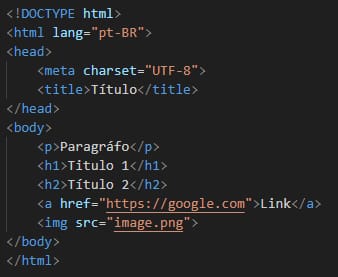 <!DOCTYPE html>
<html lang="pt-BR">
<head>
    <meta charset="UTF-8">
    <title>Título</title>
</head>
<body>
    <p>Paragráfo</p>
    <h1>Titulo 1</h1>
    <h2>Título 2</h2>
    <a href="https://google.com">Link</a>
    <img src="image.png">
</body>
</html>